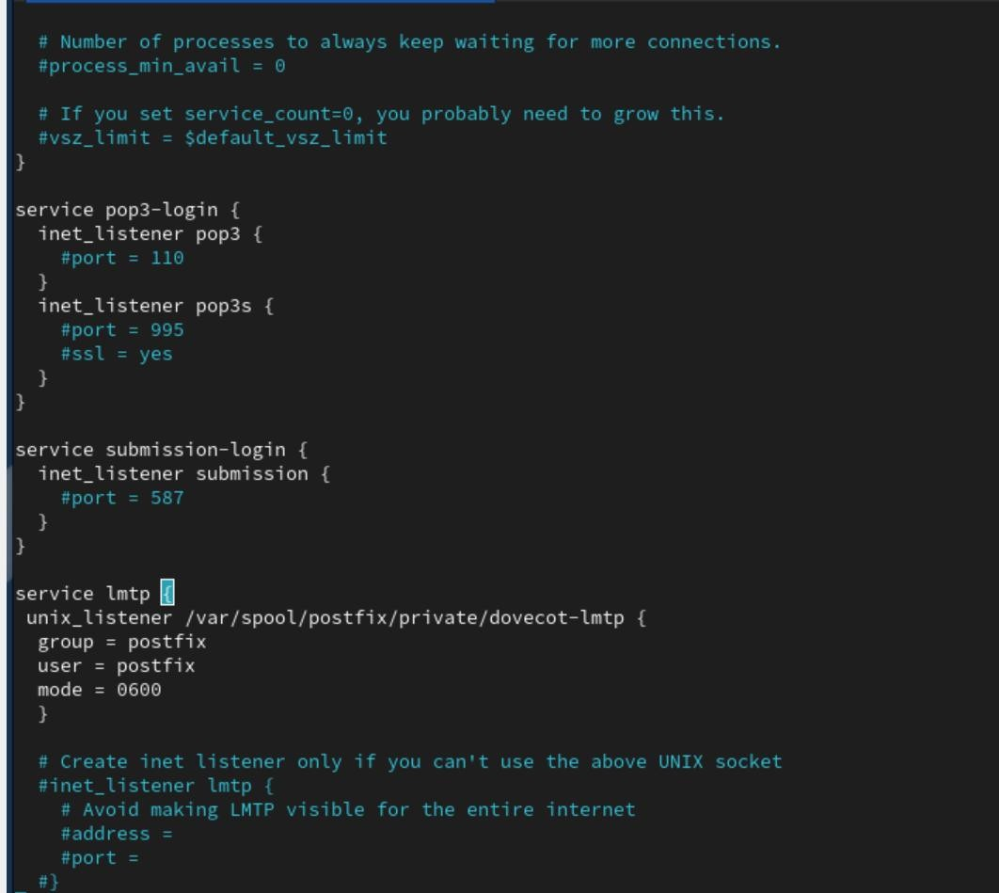 # Number of processes to always keep waiting for more connections.
#process_min_avail = 0
# If you set service_count=0, you probably need to grow this.
#vsz_limit = $default_vsz_limit
}
service pop3-login {
inet_listener pop3 {
#port = 110
}
inet_listener pop3s {
#port = 995
#ssl = yes
}
}
service submission-login {
inet_listener submission {
#port = 587
}
}
service lmtp {
unix_listener /var/spool/postfix/private/dovecot-lmtp {
group = postfix
user = postfix
mode = 0600
}
# Create inet listener only if you can't use the above UNIX socket
#inet_listener lmtp {
# Avoid making LMTP visible for the entire internet
#address =
#port =
#}